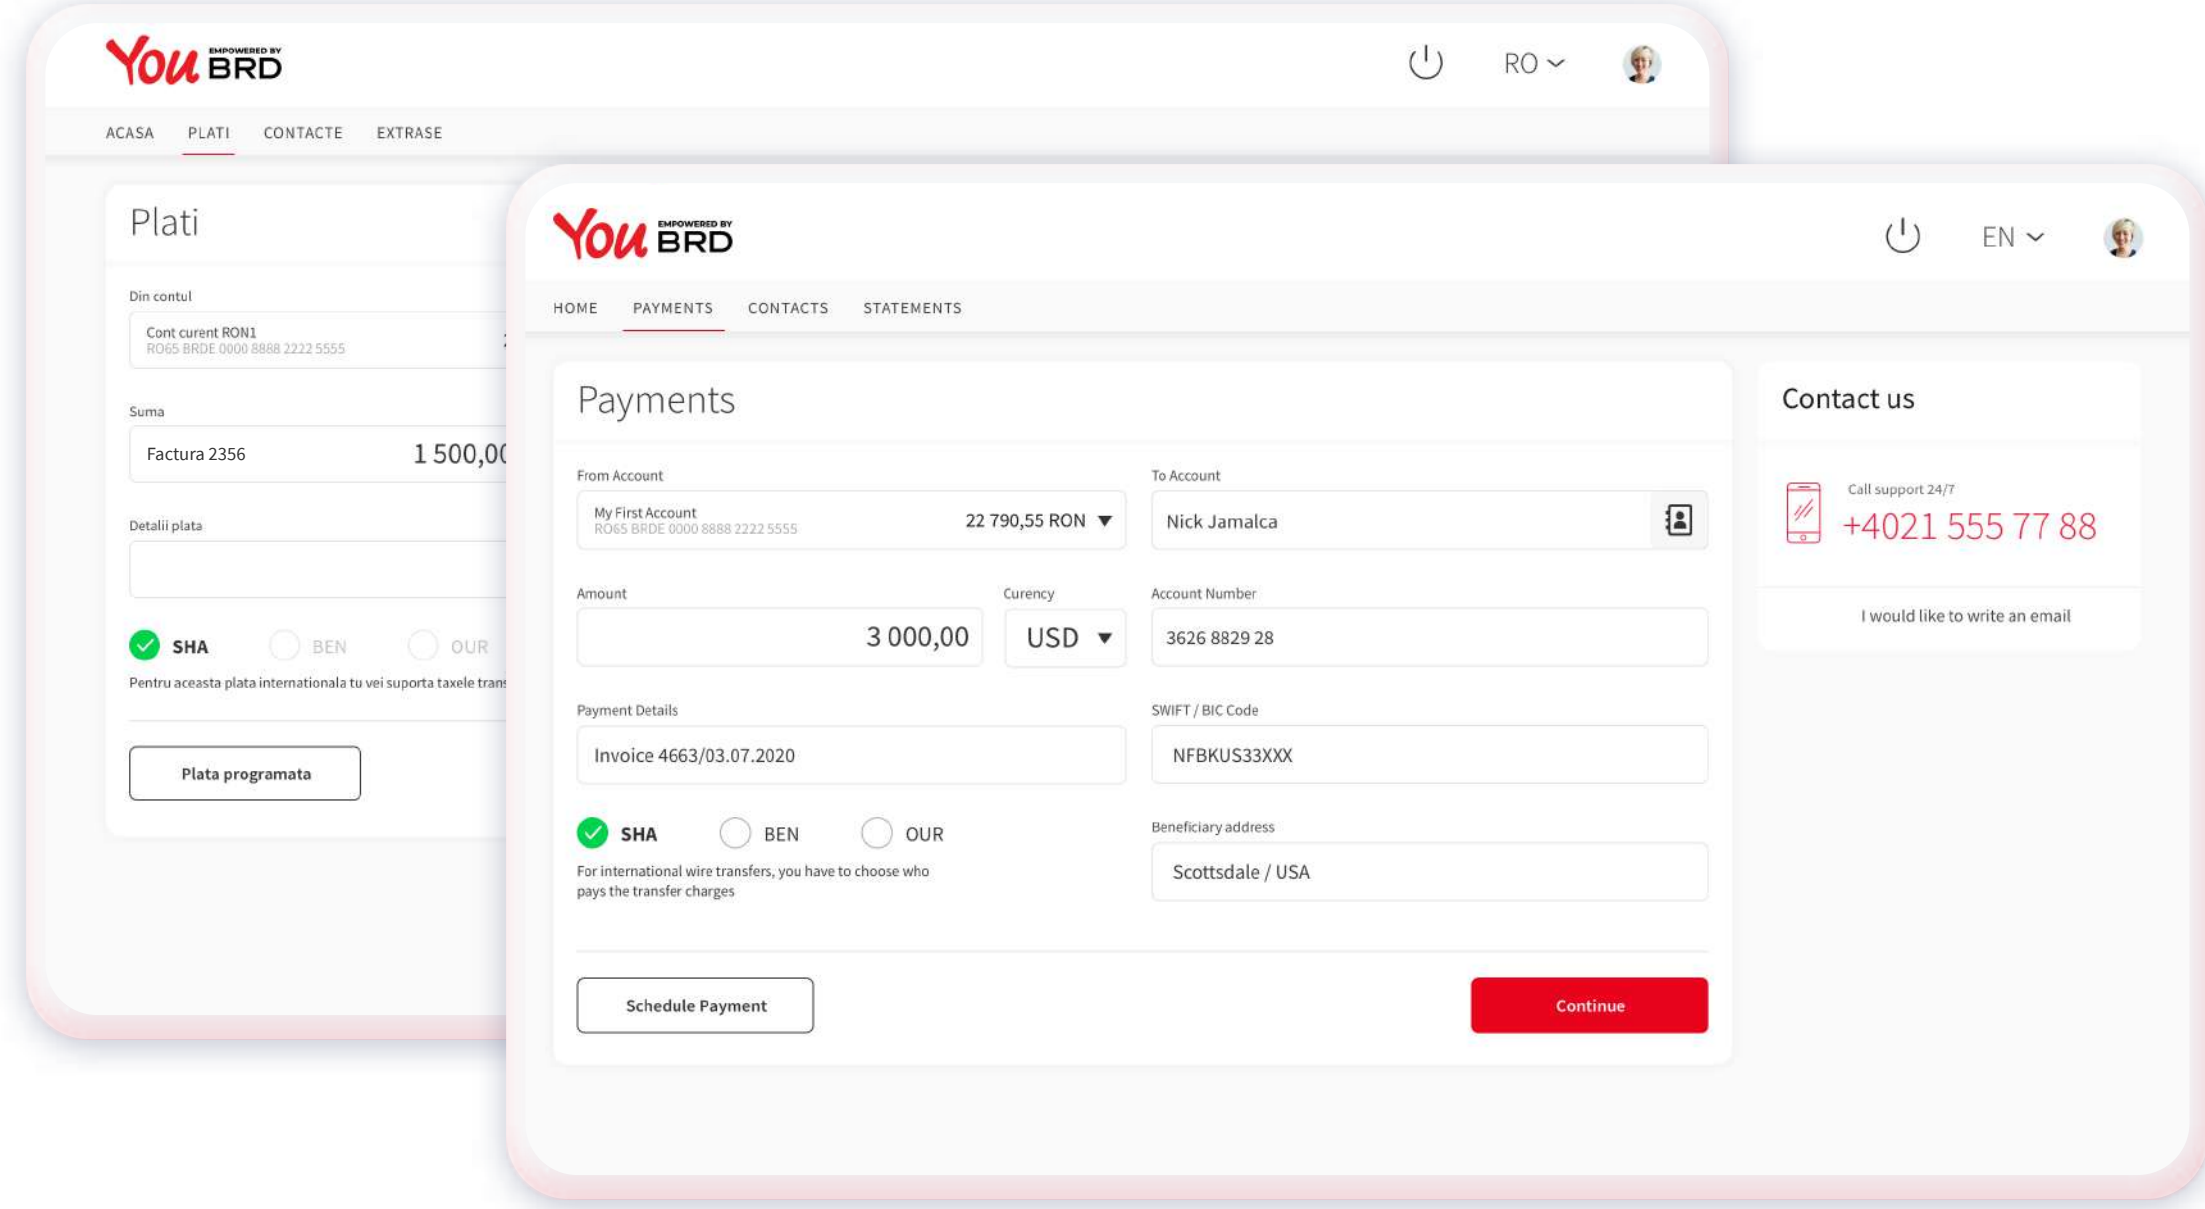 You EMPOWERED BY BRD
RO
ACASA PLATI CONTACTE EXTRASE
Plati
Din contul
Cont curent RON1
RO65 BRDE 0000 8888 2222 5555
Suma
Factura 2356 1 500,00
Detalii plata
SHA BEN OUR
Pentru aceasta plata internationala tu vei suporta taxele trans
Plata programata
You EMPOWERED BY BRD
EN
HOME PAYMENTS CONTACTS STATEMENTS
Payments
From Account
My First Account
RO65 BRDE 0000 8888 2222 5555
22 790,55 RON
To Account
Nick Jamalca
Amount
3 000,00
Curency
USD
Account Number
3626 8829 28
Payment Details
Invoice 4663/03.07.2020
SWIFT / BIC Code
NFBKUS33XXX
SHA BEN OUR
For international wire transfers, you have to choose who
pays the transfer charges
Beneficiary address
Scottsdale / USA
Schedule Payment
Continue
Contact us
Call support 24/7
+4021 555 77 88
I would like to write an email